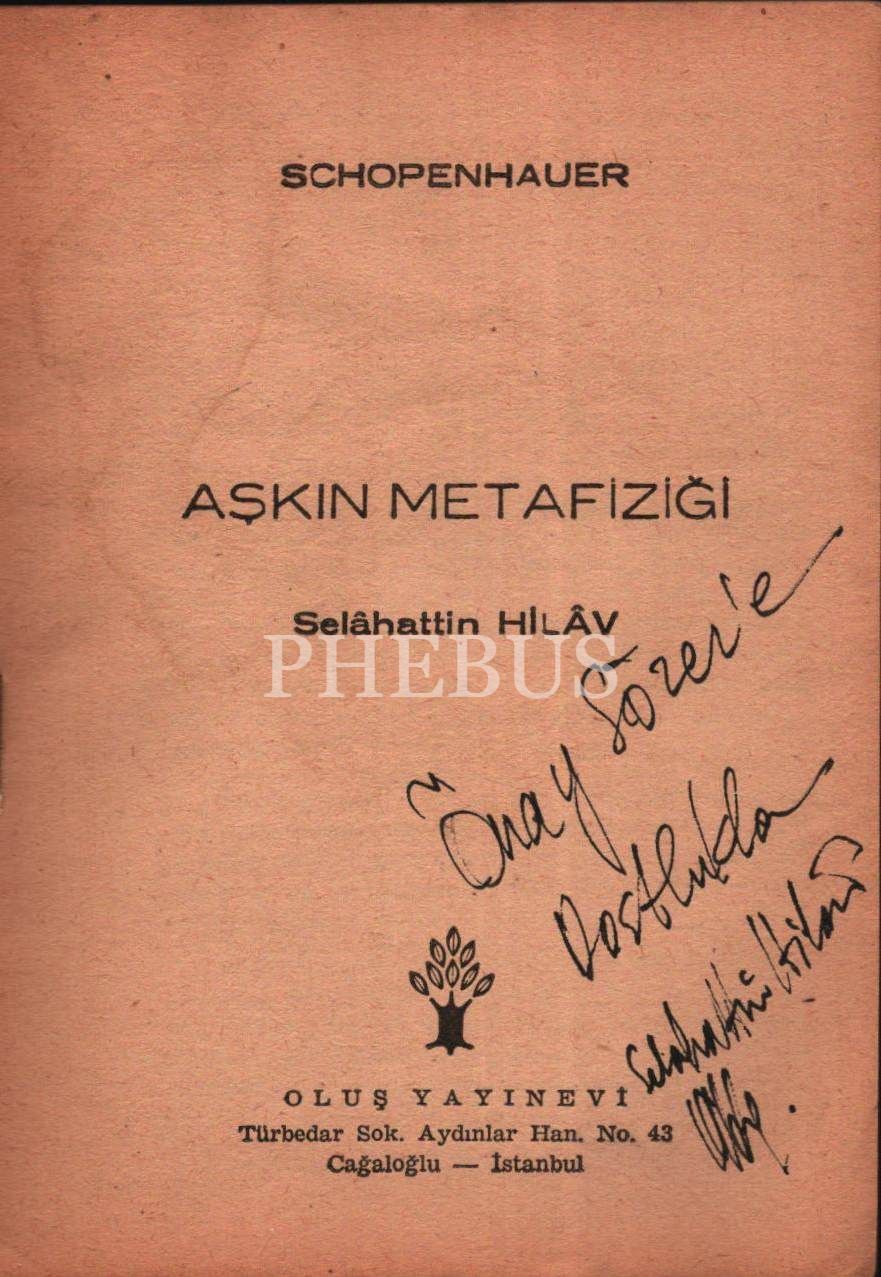 SCHOPENHAUER
AŞKIN METAFİZİĞİ
Selâhattin HİLÂV
PHEBUS
Önay Sözer'e
Dostlukla
Selahattin Hilav
OLUŞ YAYINEVİ
Türbedar Sok. Aydınlar Han. No. 43
Cağaloğlu — İstanbul